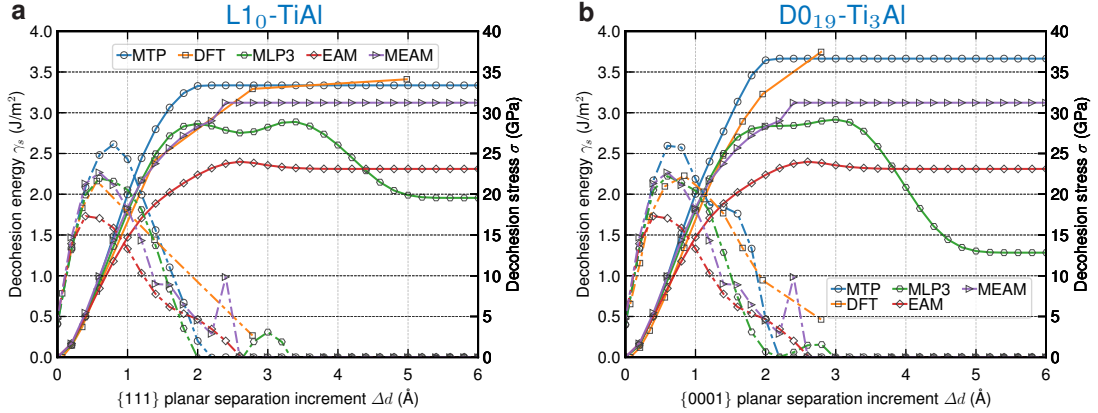 a
L1₀-TiAl
4.0
3.5
3.0
2.5
2.0
1.5
1.0
0.5
0.0
Decohesion energy γₛ (J/m²)
MTP DFT MLP3 EAM MEAM
40
35
30
25
20
15
10
5
0
Decohesion stress σ (GPa)
0 1 2 3 4 5 6
{111} planar separation increment Δd (Å)
b
D0₁₉-Ti₃Al
4.0
3.5
3.0
2.5
2.0
1.5
1.0
0.5
0.0
Decohesion energy γₛ (J/m²)
MTP MLP3 MEAM
DFT EAM
40
35
30
25
20
15
10
5
0
Decohesion stress σ (GPa)
0 1 2 3 4 5 6
{0001} planar separation increment Δd (Å)